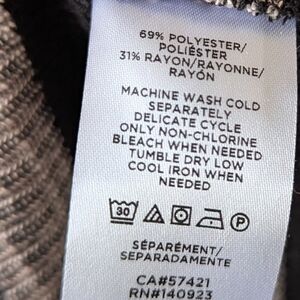 69% POLYESTER/
POLIÉSTER
31% RAYON/RAYONNE/
RAYÓN
MACHINE WASH COLD
SEPARATELY
DELICATE CYCLE
ONLY NON-CHLORINE
BLEACH WHEN NEEDED
TUMBLE DRY LOW
COOL IRON WHEN
NEEDED
30 P
SÉPARÉMENT/
SEPARADAMENTE
CA#57421
RN#140923